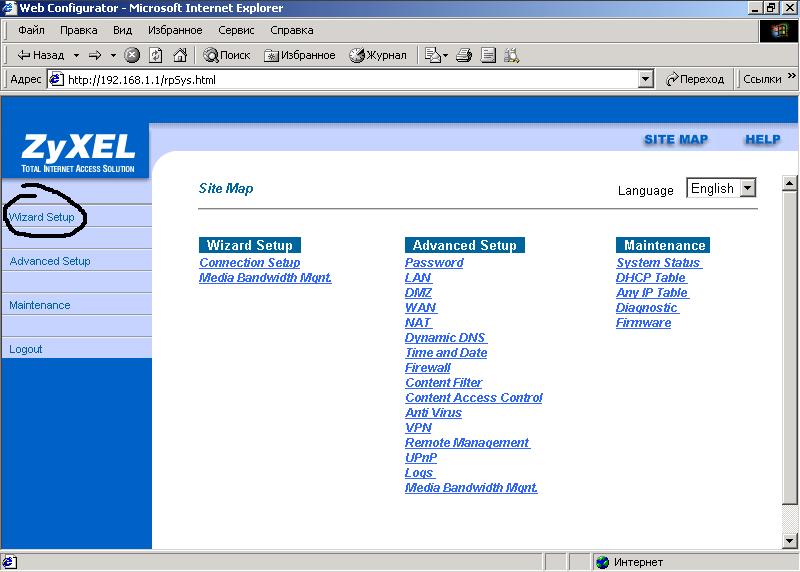 Web Configurator - Microsoft Internet Explorer
Файл Правка Вид Избранное Сервис Справка
Назад Поиск Избранное Журнал
Адрес http://192.168.1.1/rpSys.html Переход Ссылки »
ZyXEL
TOTAL INTERNET ACCESS SOLUTION
SITE MAP HELP
Wizard Setup
Advanced Setup
Maintenance
Logout
Site Map
Language English
Wizard Setup
Connection Setup
Media Bandwidth Mgnt.
Advanced Setup
Password
LAN
DMZ
WAN
NAT
Dynamic DNS
Time and Date
Firewall
Content Filter
Content Access Control
Anti Virus
VPN
Remote Management
UPnP
Logs
Media Bandwidth Mgnt.
Maintenance
System Status
DHCP Table
Any IP Table
Diagnostic
Firmware
Интернет